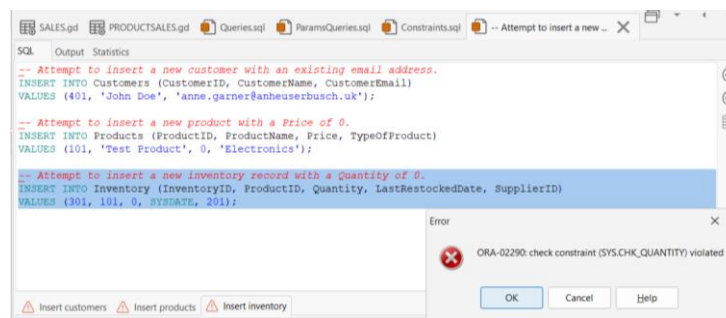 SALES.gd PRODUCTSALES.gd Queries.sql ParamsQueries.sql Constraints.sql -- Attempt to insert a new ...
SQL Output Statistics
-- Attempt to insert a new customer with an existing email address.
INSERT INTO Customers (CustomerID, CustomerName, CustomerEmail)
VALUES (401, 'John Doe', 'anne.garner@anheuserbusch.uk');
-- Attempt to insert a new product with a Price of 0.
INSERT INTO Products (ProductID, ProductName, Price, TypeOfProduct)
VALUES (101, 'Test Product', 0, 'Electronics');
-- Attempt to insert a new inventory record with a Quantity of 0.
INSERT INTO Inventory (InventoryID, ProductID, Quantity, LastRestockedDate, SupplierID)
VALUES (301, 101, 0, SYSDATE, 201);
Error
ORA-02290: check constraint (SYS.CHK_QUANTITY) violated
OK Cancel Help
Insert customers Insert products Insert inventory